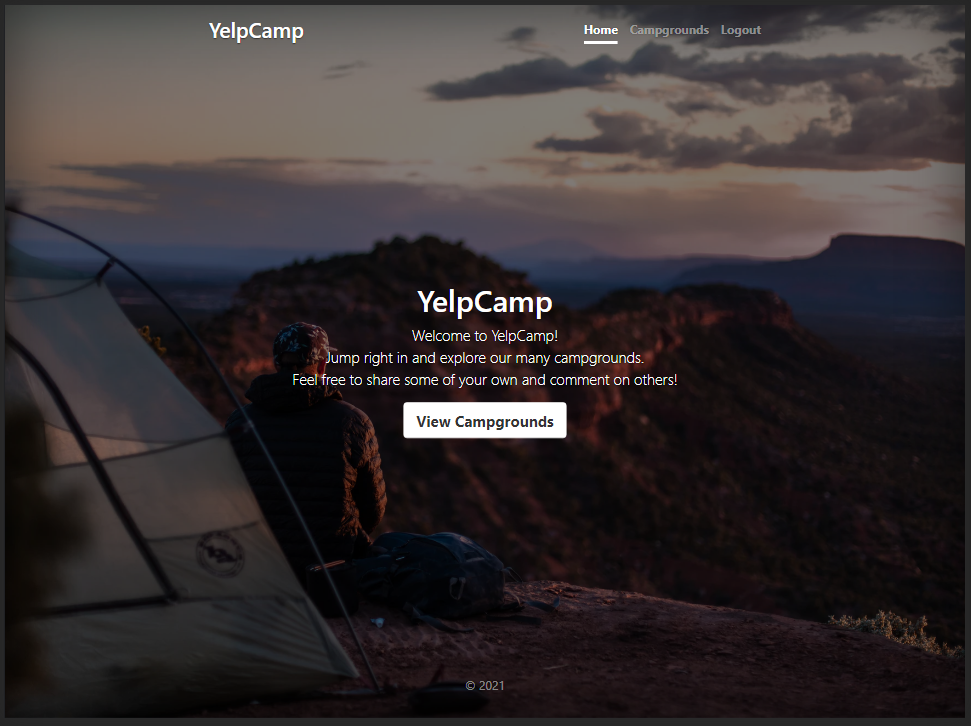 YelpCamp
Home Campgrounds Logout
YelpCamp
Welcome to YelpCamp!
Jump right in and explore our many campgrounds.
Feel free to share some of your own and comment on others!
View Campgrounds
© 2021